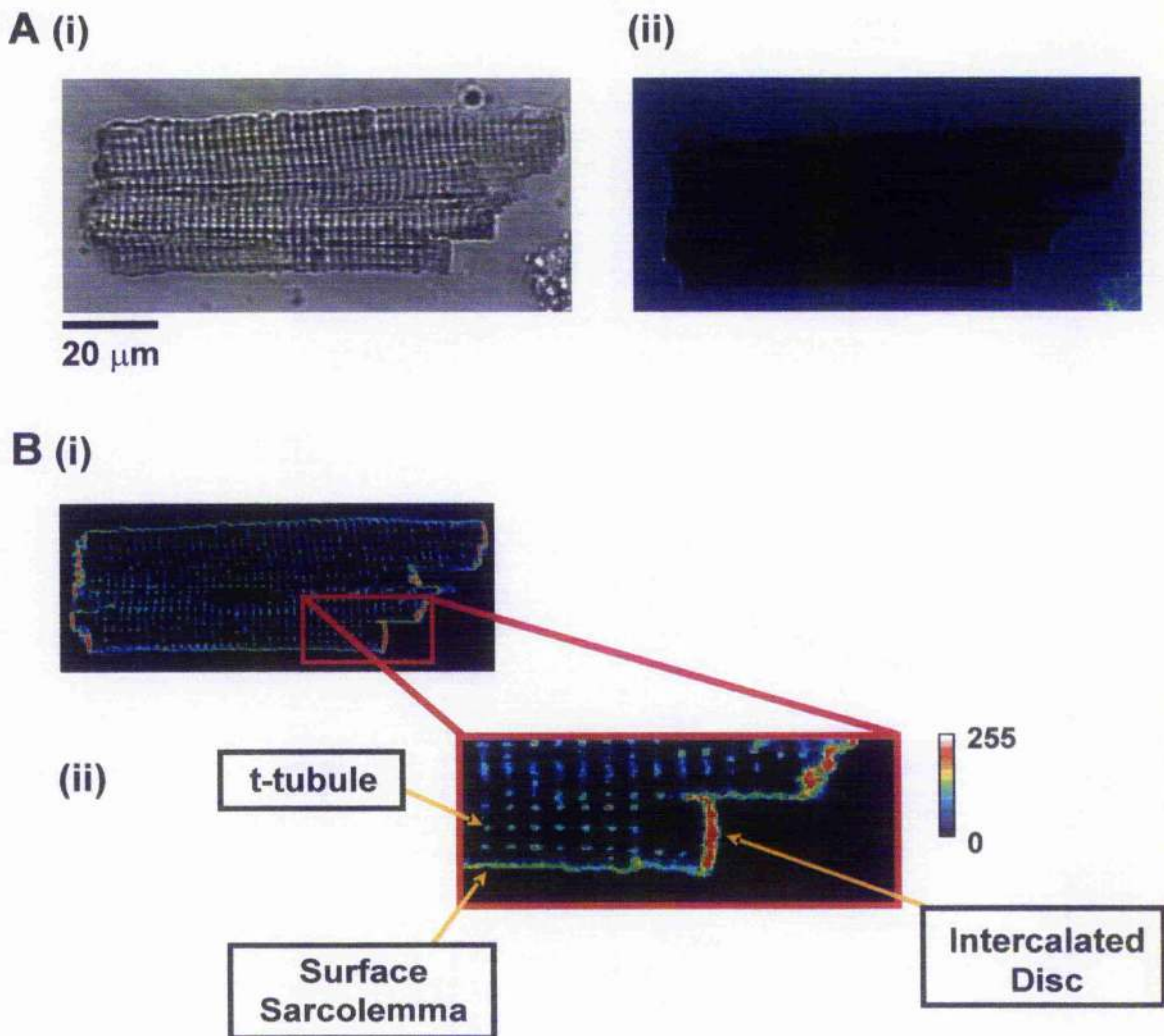 A (i)
(ii)
20 μm
B (i)
(ii)
t-tubule
255
0
Surface
Sarcolemma
Intercalated
Disc